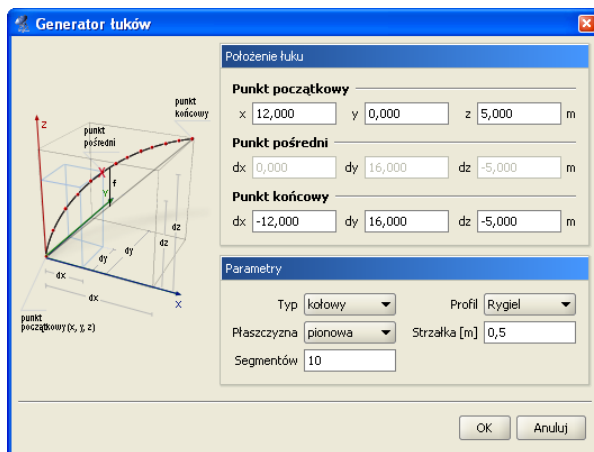 Generator łuków
Z
punkt pośredni
punkt końcowy
X
f
Y
dz
dz
dy
dy
dx
dx
X
punkt początkowy (x, y, z)
Położenie łuku
Punkt początkowy
x 12,000 y 0,000 z 5,000 m
Punkt pośredni
dx 0,000 dy 16,000 dz -5,000 m
Punkt końcowy
dx -12,000 dy 16,000 dz -5,000 m
Parametry
Typ kołowy Profil Rygiel
Płaszczyzna pionowa Strzałka [m] 0,5
Segmentów 10
OK Anuluj